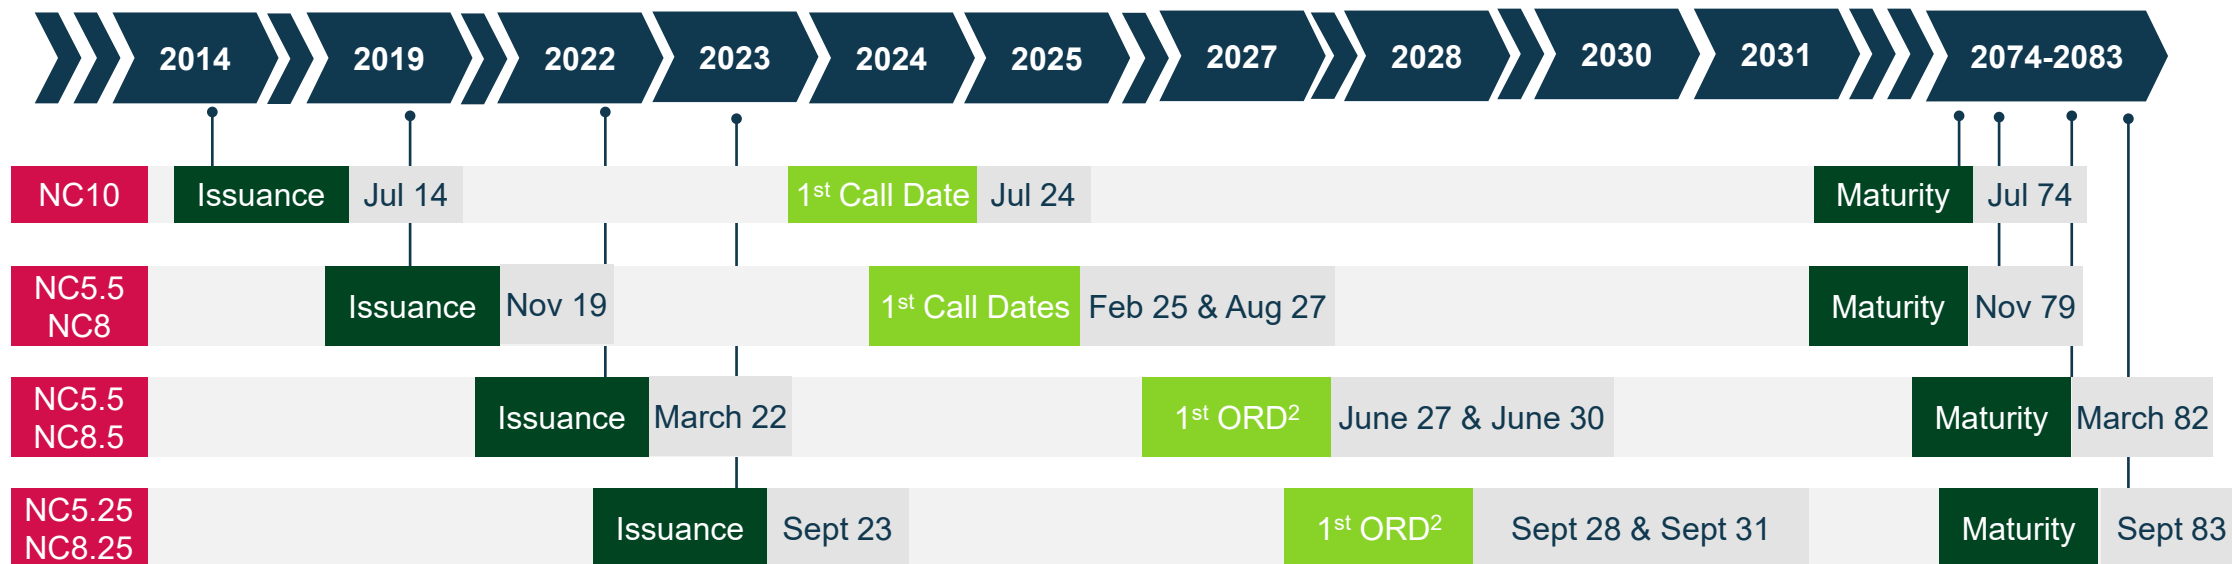 2014 2019 2022 2023 2024 2025 2027 2028 2030 2031 2074-2083
NC10 Issuance Jul 14 1st Call Date Jul 24 Maturity Jul 74
NC5.5
NC8
Issuance Nov 19 1st Call Dates Feb 25 & Aug 27 Maturity Nov 79
NC5.5
NC8.5
Issuance March 22 1st ORD2 June 27 & June 30 Maturity March 82
NC5.25
NC8.25
Issuance Sept 23 1st ORD2 Sept 28 & Sept 31 Maturity Sept 83